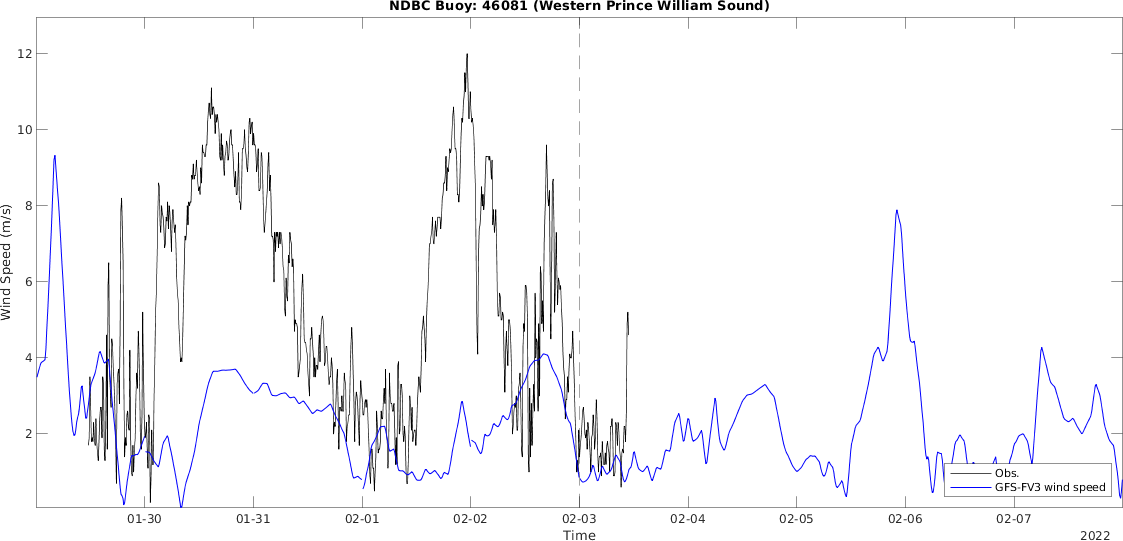 NDBC Buoy: 46081 (Western Prince William Sound)
12
10
8
6
4
2
Wind Speed (m/s)
01-30 01-31 02-01 02-02 02-03 02-04 02-05 02-06 02-07
Time
2022
Obs.
GFS-FV3 wind speed